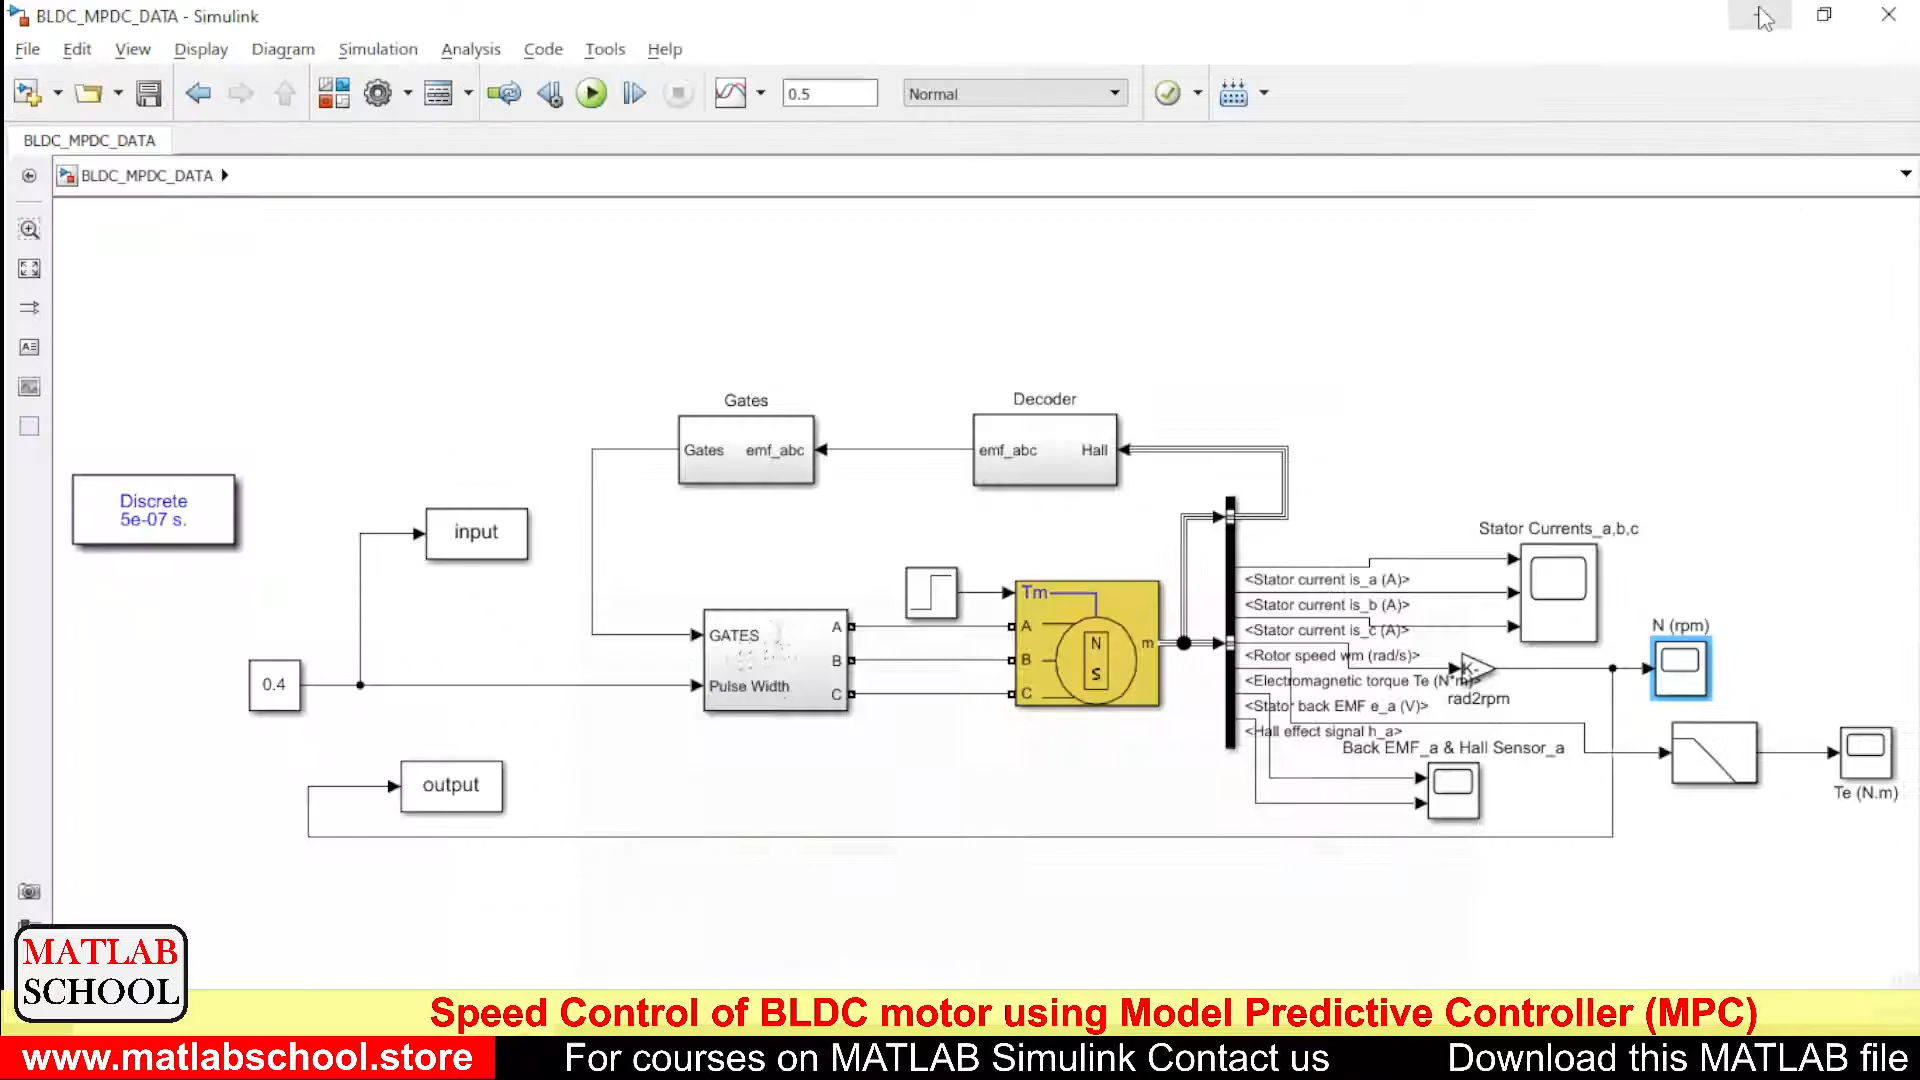 BLDC_MPDC_DATA - Simulink
File Edit View Display Diagram Simulation Analysis Code Tools Help
0.5
Normal
BLDC_MPDC_DATA
BLDC_MPDC_DATA
Gates
Decoder
Gates emf_abc
emf_abc Hall
Discrete
5e-07 s.
input
Stator Currents_a,b,c
<Stator current is_a (A)>
Tm
<Stator current is_b (A)>
GATES
A
A
<Stator current is_c (A)>
N (rpm)
N
m
<Rotor speed wm (rad/s)>
B
B
K-
S
0.4
Pulse Width
C
C
<Electromagnetic torque Te (N*m)>
rad2rpm
<Stator back EMF e_a (V)>
<Hall effect signal h_a>
Back EMF_a & Hall Sensor_a
output
Te (N.m)
MATLAB
SCHOOL
Speed Control of BLDC motor using Model Predictive Controller (MPC)
www.matlabschool.store
For courses on MATLAB Simulink Contact us
Download this MATLAB file